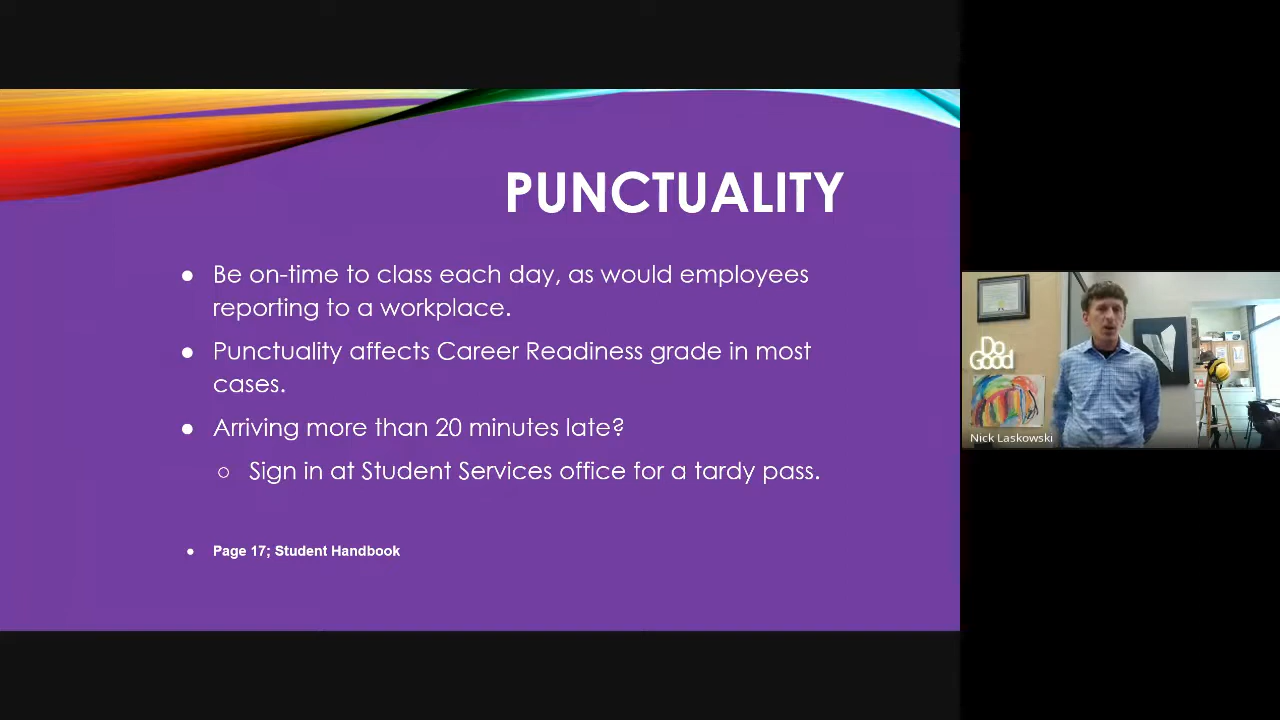 PUNCTUALITY
● Be on-time to class each day, as would employees
reporting to a workplace.
● Punctuality affects Career Readiness grade in most
cases.
● Arriving more than 20 minutes late?
○ Sign in at Student Services office for a tardy pass.
● Page 17; Student Handbook
Do
Good
Nick Laskowski